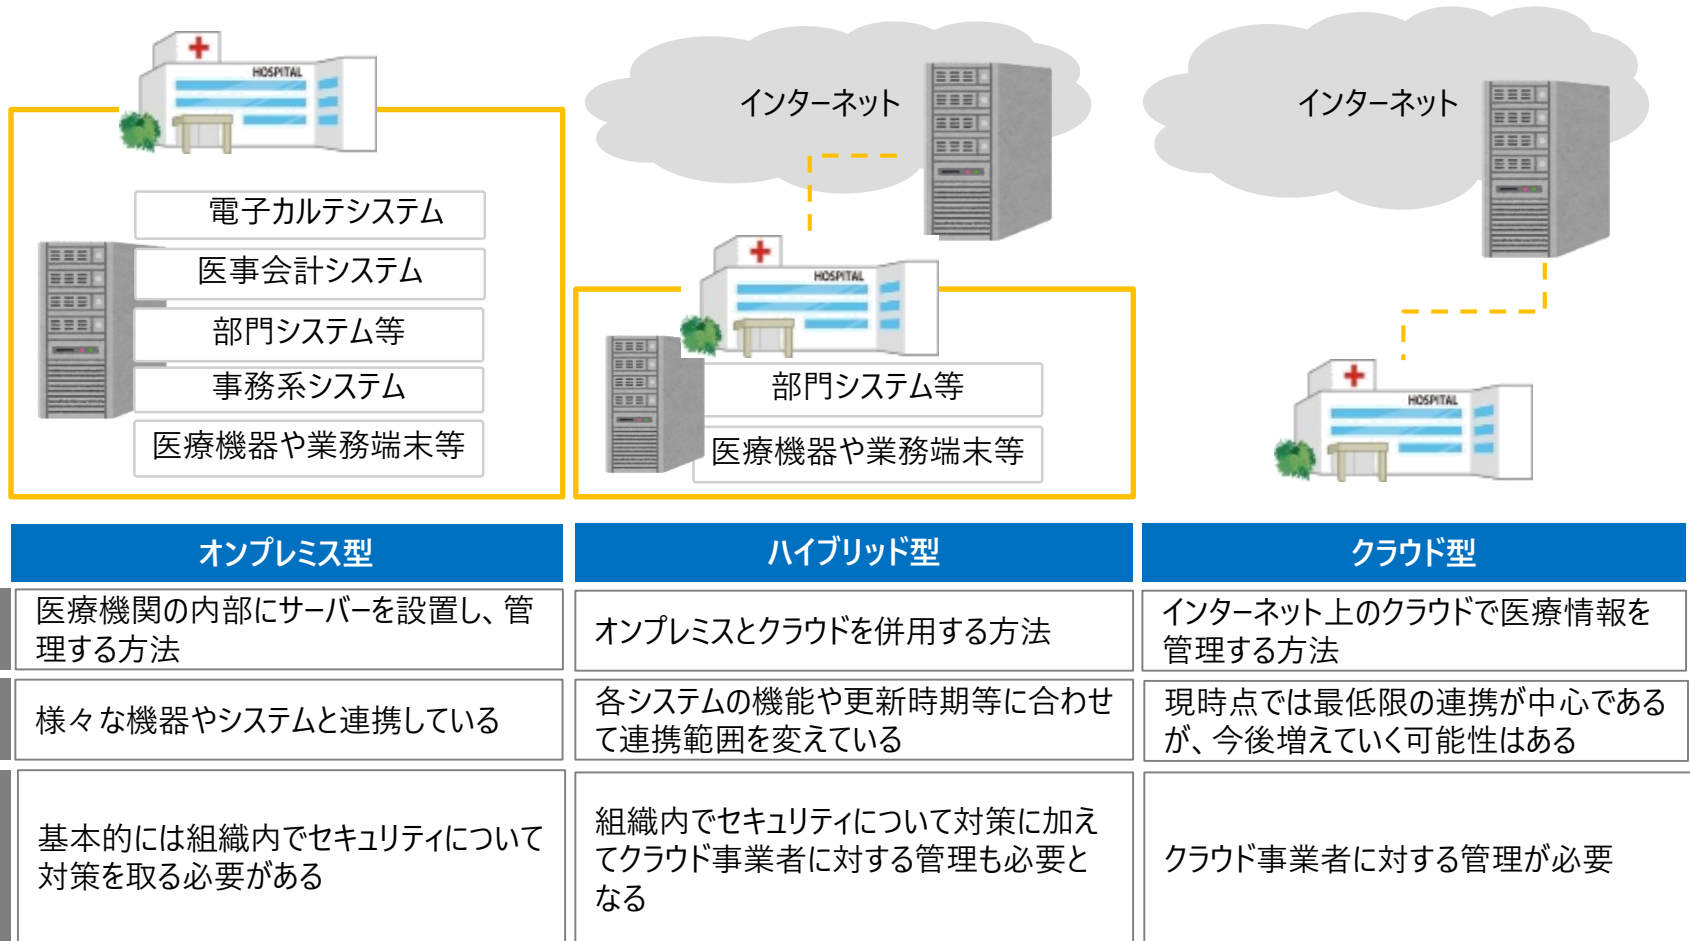 HOSPITAL
電子カルテシステム
医事会計システム
部門システム等
事務系システム
医療機器や業務端末等
インターネット
HOSPITAL
部門システム等
医療機器や業務端末等
インターネット
HOSPITAL
オンプレミス型
医療機関の内部にサーバーを設置し、管
理する方法
様々な機器やシステムと連携している
基本的には組織内でセキュリティについて
対策を取る必要がある
ハイブリッド型
オンプレミスとクラウドを併用する方法
各システムの機能や更新時期等に合わせ
て連携範囲を変えている
組織内でセキュリティについて対策に加え
てクラウド事業者に対する管理も必要と
なる
クラウド型
インターネット上のクラウドで医療情報を
管理する方法
現時点では最低限の連携が中心である
が、今後増えていく可能性はある
クラウド事業者に対する管理が必要